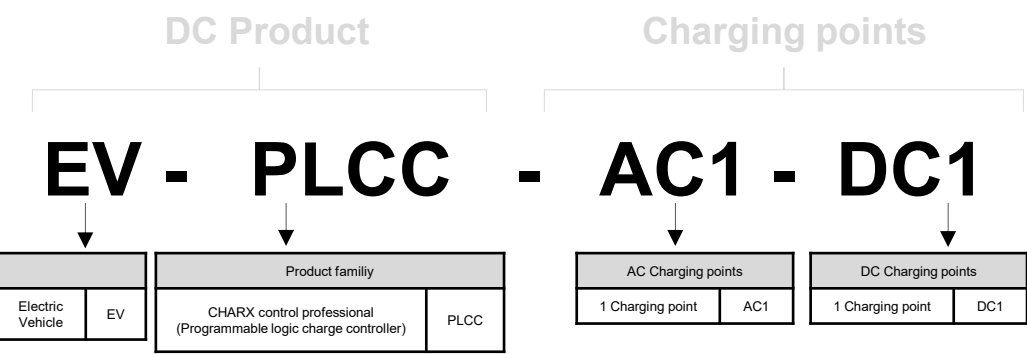 DC Product Charging points
EV - PLCC - AC1 - DC1
Product familiy
AC Charging points
DC Charging points
Electric
Vehicle
EV
CHARX control professional
(Programmable logic charge controller)
PLCC
1 Charging point
AC1
1 Charging point
DC1